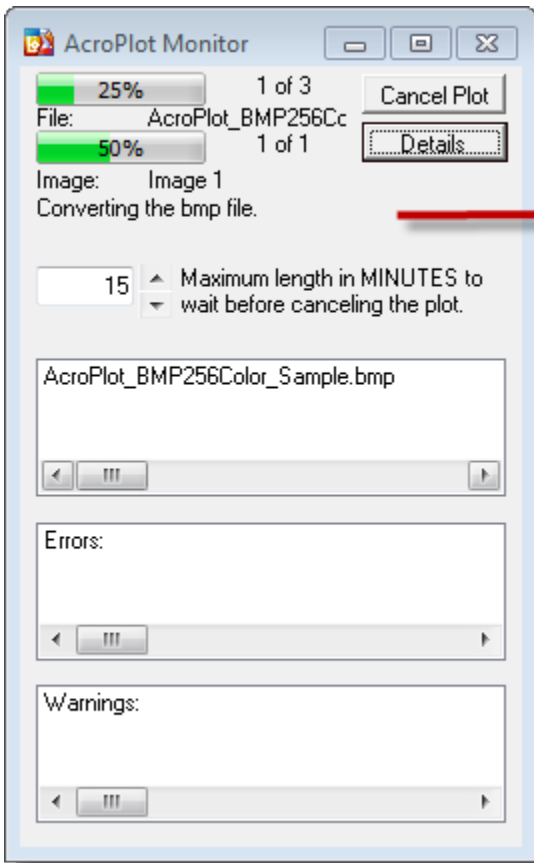 AcroPlot Monitor
25% 1 of 3 Cancel Plot
File: AcroPlot_BMP256Cc
50% 1 of 1 Details
Image: Image 1
Converting the bmp file.
15 Maximum length in MINUTES to
wait before canceling the plot.
AcroPlot_BMP256Color_Sample.bmp
Errors:
Warnings: